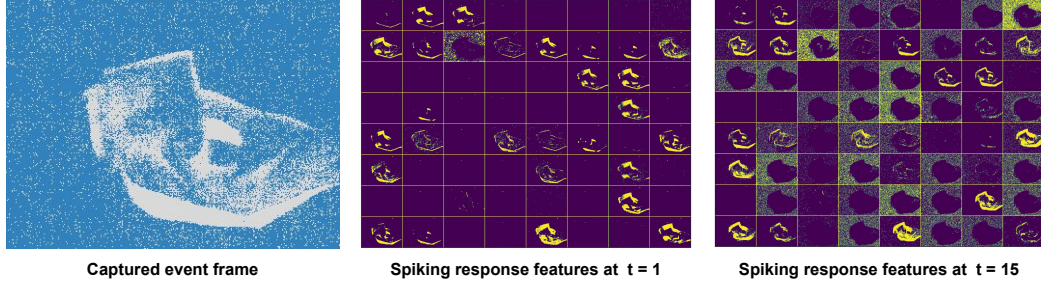 Captured event frame
Spiking response features at t = 1
Spiking response features at t = 15